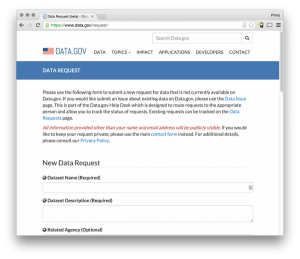 Data Request Detail - Data
Philip
https://www.data.gov/request/
Search Data.gov
DATA.GOV
DATA TOPICS IMPACT APPLICATIONS DEVELOPERS CONTACT
DATA REQUEST
Please use the following form to submit a new request for data that is not currently available on
Data.gov. If you would like submit an issue about existing data on Data.gov, please use the Data Issue
page. This is part of the Data.gov Help Desk which is designed to route requests to the appropriate
person and allow you to track the status of requests. Existing requests can be tracked on the Data
Requests page.
All information provided other than your name and email address will be publicly visible. If you would
like to keep your request private, please use the main contact form instead. For additional details,
please consult our Privacy Policy.
New Data Request
Dataset Name (Required)
Dataset Description (Required)
Related Agency (Optional)